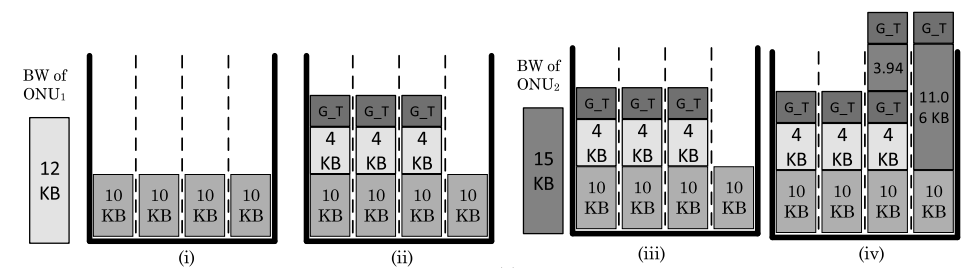 BW of
ONU1
12
KB
10
KB
10
KB
10
KB
10
KB
(i)
G_T
G_T
G_T
4
KB
4
KB
4
KB
10
KB
10
KB
10
KB
10
KB
(ii)
BW of
ONU2
15
KB
G_T
G_T
G_T
4
KB
4
KB
4
KB
10
KB
10
KB
10
KB
10
KB
(iii)
G_T
G_T
3.94
11.0
6 KB
G_T
G_T
G_T
4
KB
4
KB
4
KB
10
KB
10
KB
10
KB
10
KB
(iv)